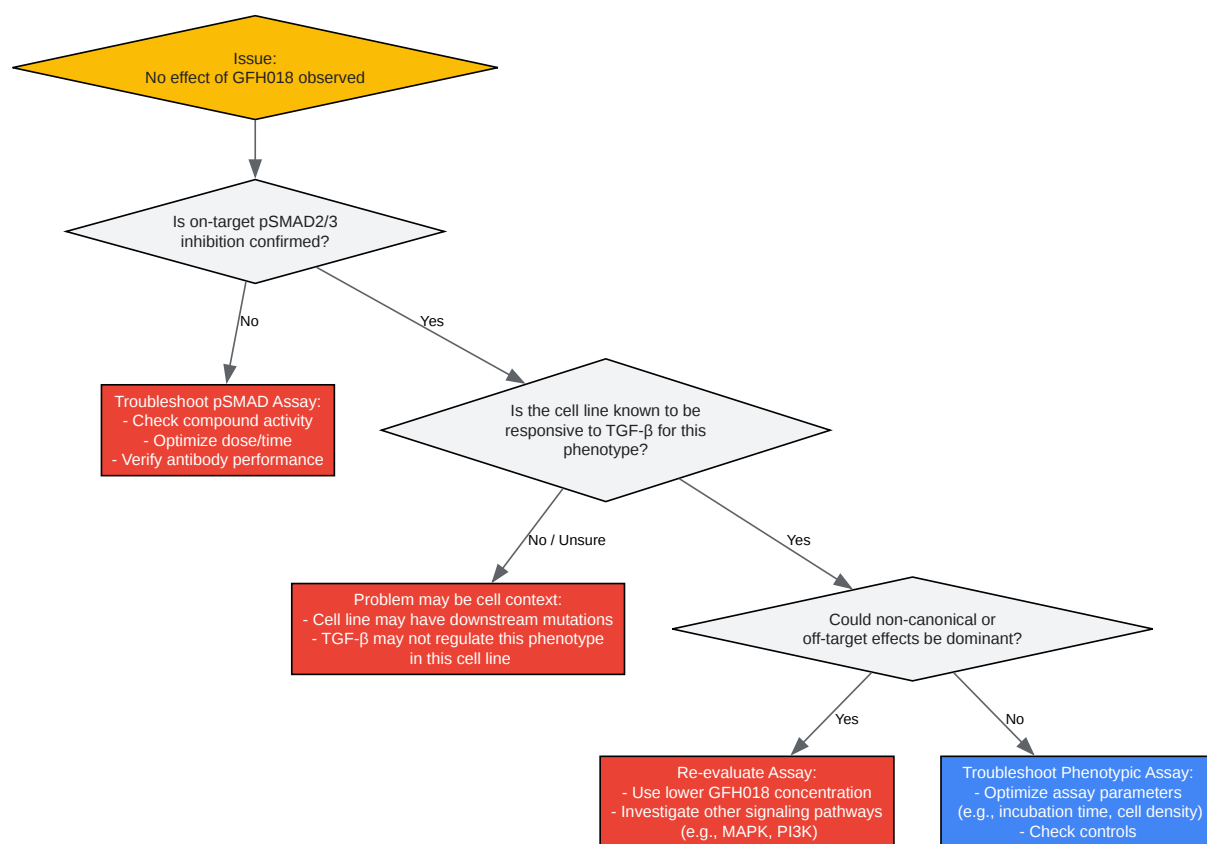 Issue:
No effect of GFH018 observed
Is on-target pSMAD2/3
inhibition confirmed?
No
Yes
Troubleshoot pSMAD Assay:
- Check compound activity
- Optimize dose/time
- Verify antibody performance
Is the cell line known to be
responsive to TGF-β for this
phenotype?
No / Unsure
Yes
Problem may be cell context:
- Cell line may have downstream mutations
- TGF-β may not regulate this phenotype
in this cell line
Could non-canonical or
off-target effects be dominant?
Yes
No
Re-evaluate Assay:
- Use lower GFH018 concentration
- Investigate other signaling pathways
(e.g., MAPK, PI3K)
Troubleshoot Phenotypic Assay:
- Optimize assay parameters
(e.g., incubation time, cell density)
- Check controls